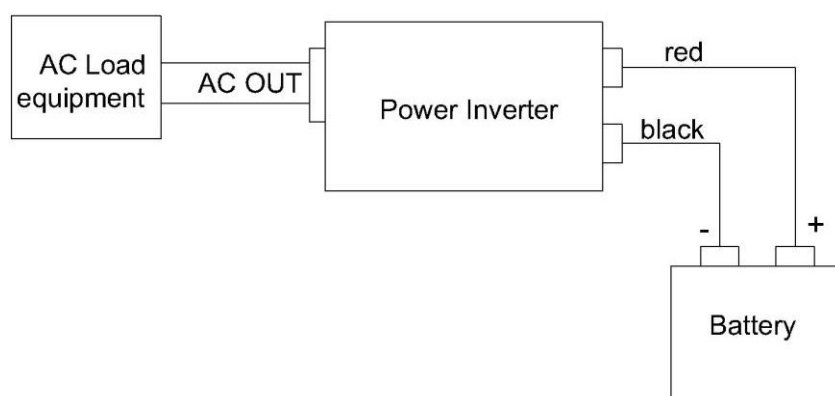 AC Load
equipment
AC OUT
Power Inverter
red
black
-
+
Battery